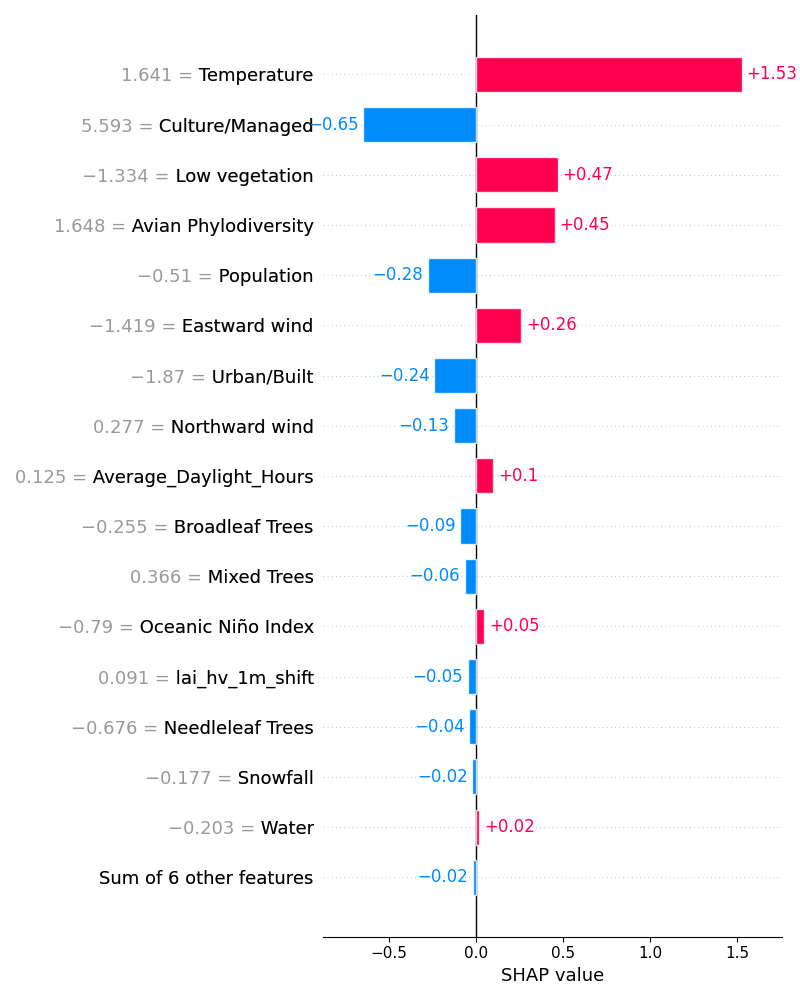 1.641 = Temperature +1.53
5.593 = Culture/Managed −0.65
−1.334 = Low vegetation +0.47
1.648 = Avian Phylodiversity +0.45
−0.51 = Population −0.28
−1.419 = Eastward wind +0.26
−1.87 = Urban/Built −0.24
0.277 = Northward wind −0.13
0.125 = Average_Daylight_Hours +0.1
−0.255 = Broadleaf Trees −0.09
0.366 = Mixed Trees −0.06
−0.79 = Oceanic Niño Index +0.05
0.091 = lai_hv_1m_shift −0.05
−0.676 = Needleleaf Trees −0.04
−0.177 = Snowfall −0.02
−0.203 = Water +0.02
Sum of 6 other features −0.02
−0.5 0.0 0.5 1.0 1.5
SHAP value